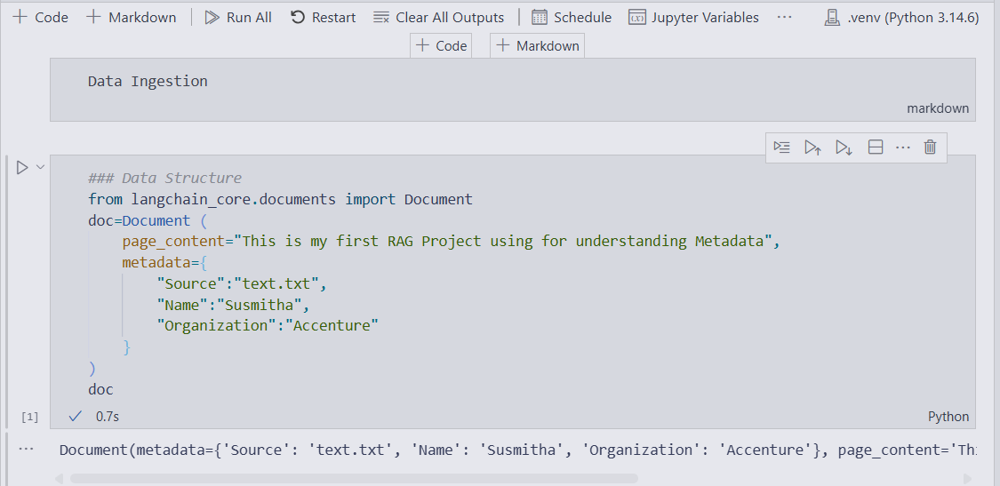 Code Markdown Run All Restart Clear All Outputs Schedule Jupyter Variables ... .venv (Python 3.14.6)
Code Markdown
Data Ingestion
markdown
### Data Structure
from langchain_core.documents import Document
doc=Document (
    page_content="This is my first RAG Project using for understanding Metadata",
    metadata={
        "Source":"text.txt",
        "Name":"Susmitha",
        "Organization":"Accenture"
    }
)
doc
[1] 0.7s Python
... Document(metadata={'Source': 'text.txt', 'Name': 'Susmitha', 'Organization': 'Accenture'}, page_content='Thi